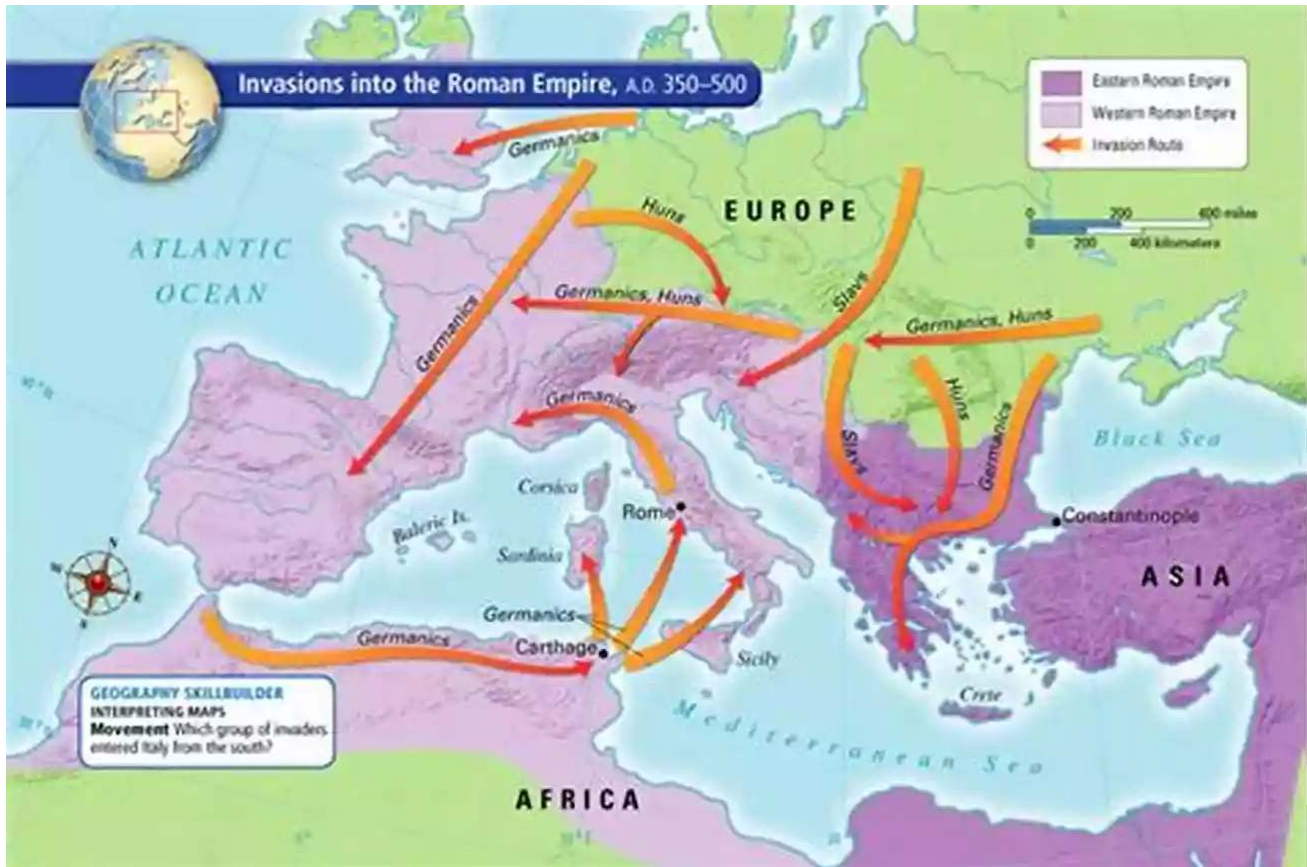 Invasions into the Roman Empire, A.D. 350–500
Eastern Roman Empire
Western Roman Empire
Invasion Route
0 200 400 miles
0 200 400 kilometers
EUROPE
ATLANTIC
OCEAN
Germanics
Huns
Germanics
Germanics, Huns
Slavs
Germanics, Huns
Germanics
Slavs
Huns
Germanics
Black Sea
Corsica
Rome
Constantinople
Baleric Is.
Sardinia
ASIA
N
W
E
S
Germanics
Germanics
Carthage
Sicily
Crete
Mediterranean Sea
GEOGRAPHY SKILLBUILDER
INTERPRETING MAPS
Movement Which group of invaders
entered Italy from the south?
AFRICA